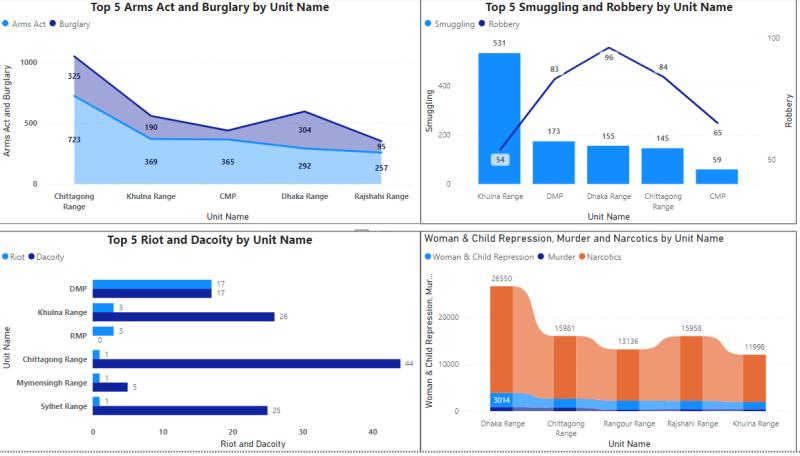 Top 5 Arms Act and Burglary by Unit Name
Arms Act Burglary
Arms Act and Burglary
1000
500
0
325
723
190
369
365
304
292
95
257
Chittagong Range
Khulna Range
CMP
Dhaka Range
Rajshahi Range
Unit Name
Top 5 Smuggling and Robbery by Unit Name
Smuggling Robbery
Smuggling
400
200
0
531
54
83
173
96
155
84
145
65
59
100
50
Robbery
Khulna Range
DMP
Dhaka Range
Chittagong
Range
CMP
Unit Name
Top 5 Riot and Dacoity by Unit Name
Riot Dacoity
Unit Name
DMP
17
17
Khulna Range
3
26
RMP
3
0
Chittagong Range
1
44
Mymensingh Range
1
5
Sylhet Range
1
25
0 10 20 30 40
Riot and Dacoity
Woman & Child Repression, Murder and Narcotics by Unit Name
Woman & Child Repression Murder Narcotics
Woman & Child Repression, Mur...
20000
10000
0
26550
3014
15981
13136
15958
11998
Dhaka Range
Chittagong
Range
Rangpur Range
Rajshahi Range
Khulna Range
Unit Name